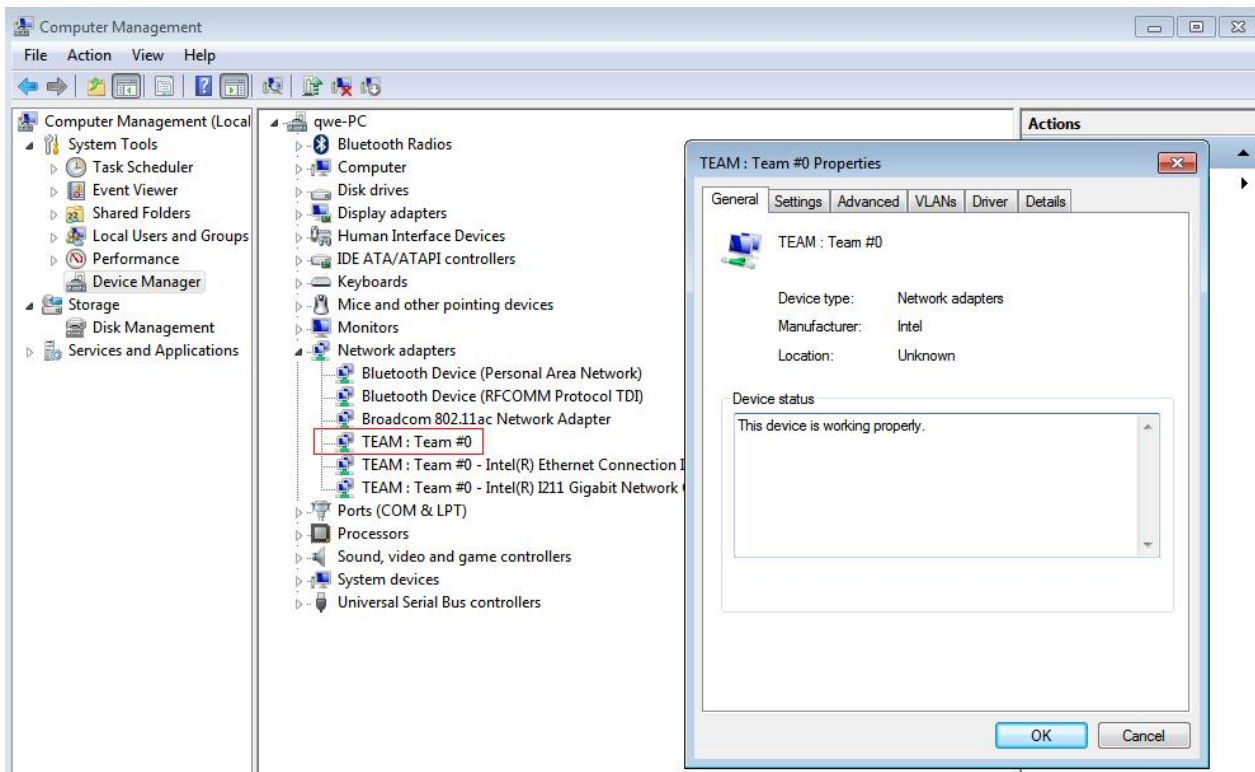 Computer Management
File Action View Help
Computer Management (Local
System Tools
Task Scheduler
Event Viewer
Shared Folders
Local Users and Groups
Performance
Device Manager
Storage
Disk Management
Services and Applications
qwe-PC
Bluetooth Radios
Computer
Disk drives
Display adapters
Human Interface Devices
IDE ATA/ATAPI controllers
Keyboards
Mice and other pointing devices
Monitors
Network adapters
Bluetooth Device (Personal Area Network)
Bluetooth Device (RFCOMM Protocol TDI)
Broadcom 802.11ac Network Adapter
TEAM : Team #0
TEAM : Team #0 - Intel(R) Ethernet Connection I
TEAM : Team #0 - Intel(R) I211 Gigabit Network
Ports (COM & LPT)
Processors
Sound, video and game controllers
System devices
Universal Serial Bus controllers
Actions
TEAM : Team #0 Properties
General Settings Advanced VLANs Driver Details
TEAM : Team #0
Device type: Network adapters
Manufacturer: Intel
Location: Unknown
Device status
This device is working properly.
OK Cancel